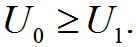 U₀ ≥ U₁.